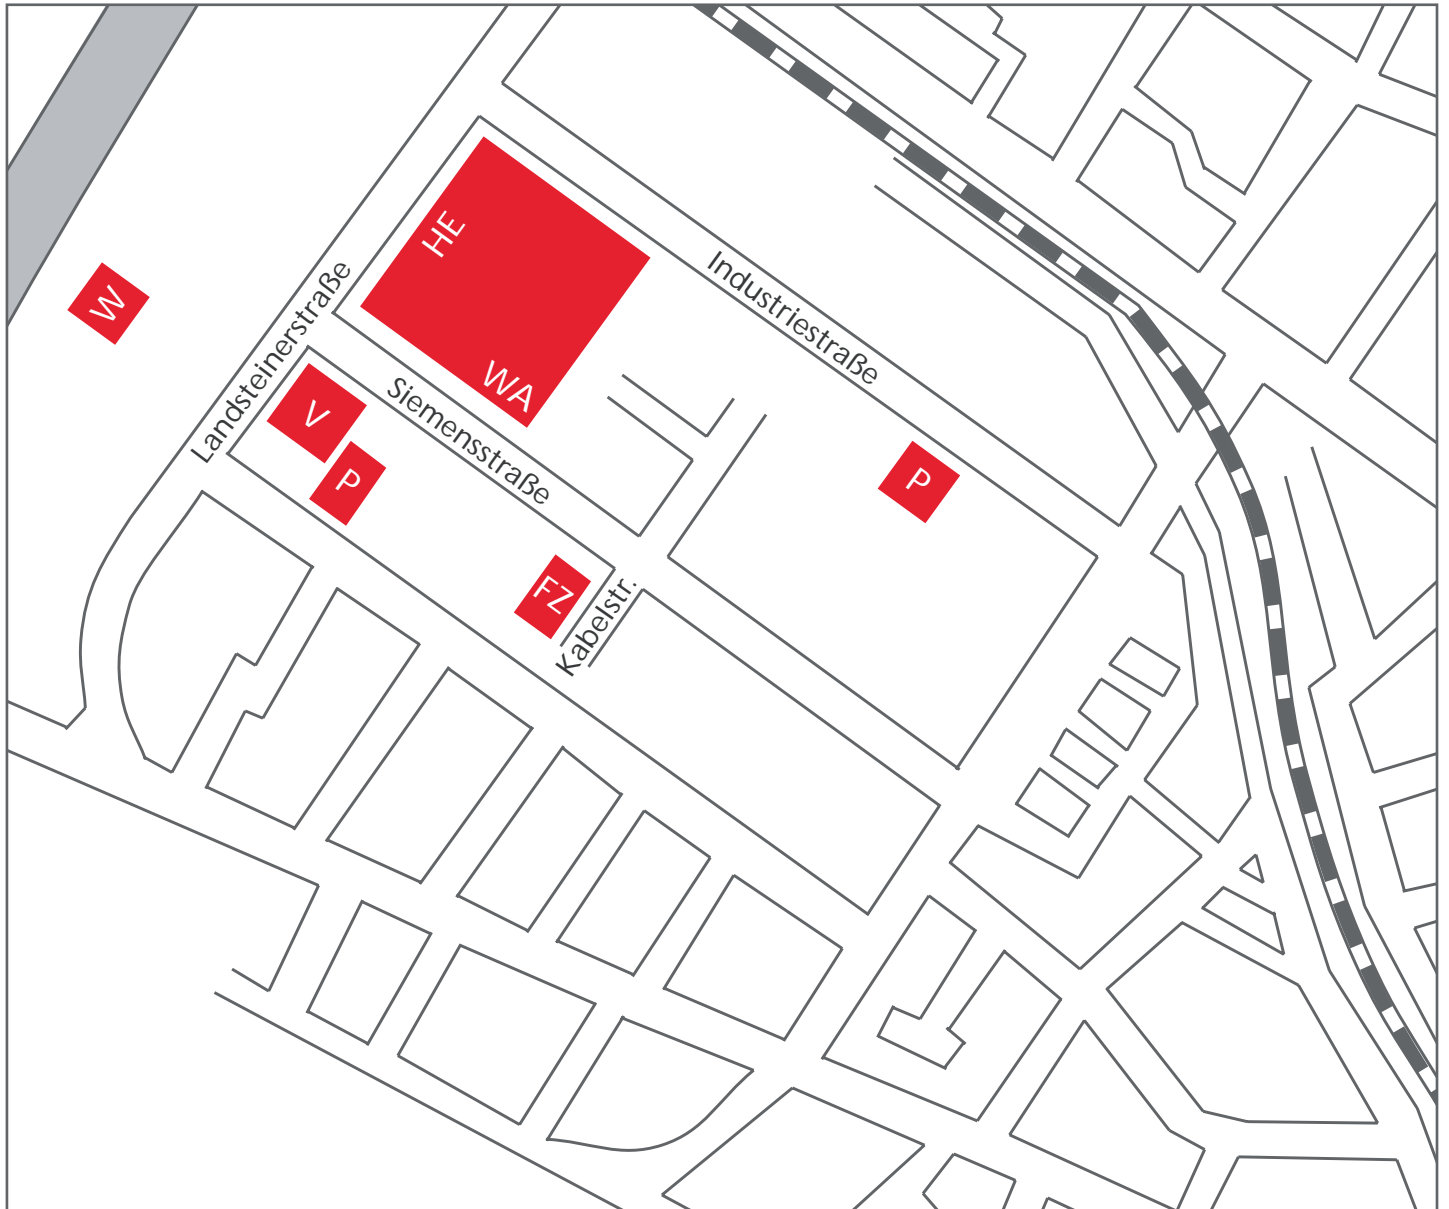 HE
Industriestraße
W
Landsteinerstraße
WA
Siemensstraße
V
P
P
FZ
Kabelstr.